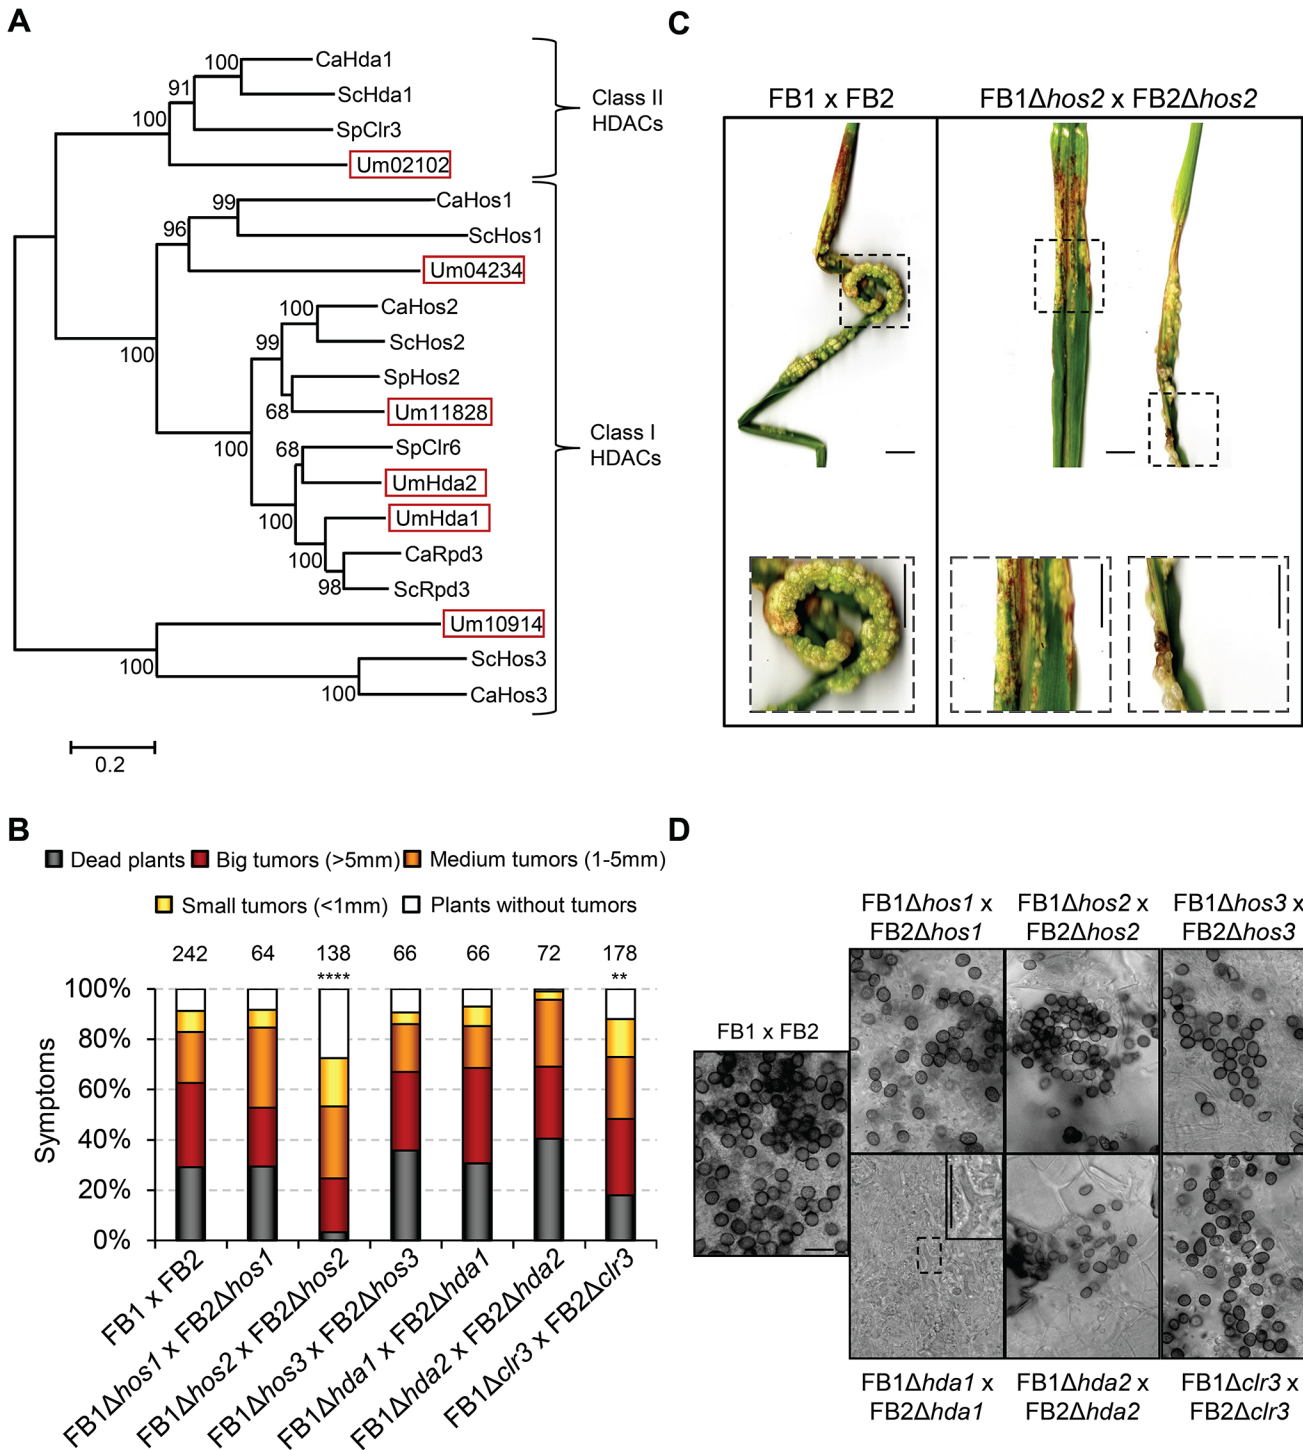 A
CaHda1
ScHda1
SpClr3
Um02102
CaHos1
ScHos1
Um04234
CaHos2
ScHos2
SpHos2
Um11828
SpClr6
UmHda2
UmHda1
CaRpd3
ScRpd3
Um10914
ScHos3
CaHos3
100
91
100
99
96
100
100
99
68
100
68
100
100
98
100
100
Class II
HDACs
Class I
HDACs
0.2
B
Dead plants
Big tumors (>5mm)
Medium tumors (1-5mm)
Small tumors (<1mm)
Plants without tumors
242 64 138 66 66 72 178
**** **
100%
80%
60%
40%
20%
0%
Symptoms
FB1 x FB2
FB1Δhos1 x FB2Δhos1
FB1Δhos2 x FB2Δhos2
FB1Δhos3 x FB2Δhos3
FB1Δhda1 x FB2Δhda1
FB1Δhda2 x FB2Δhda2
FB1Δclr3 x FB2Δclr3
C
FB1 x FB2
FB1Δhos2 x FB2Δhos2
D
FB1 x FB2
FB1Δhos1 x
FB2Δhos1
FB1Δhos2 x
FB2Δhos2
FB1Δhos3 x
FB2Δhos3
FB1Δhda1 x
FB2Δhda1
FB1Δhda2 x
FB2Δhda2
FB1Δclr3 x
FB2Δclr3